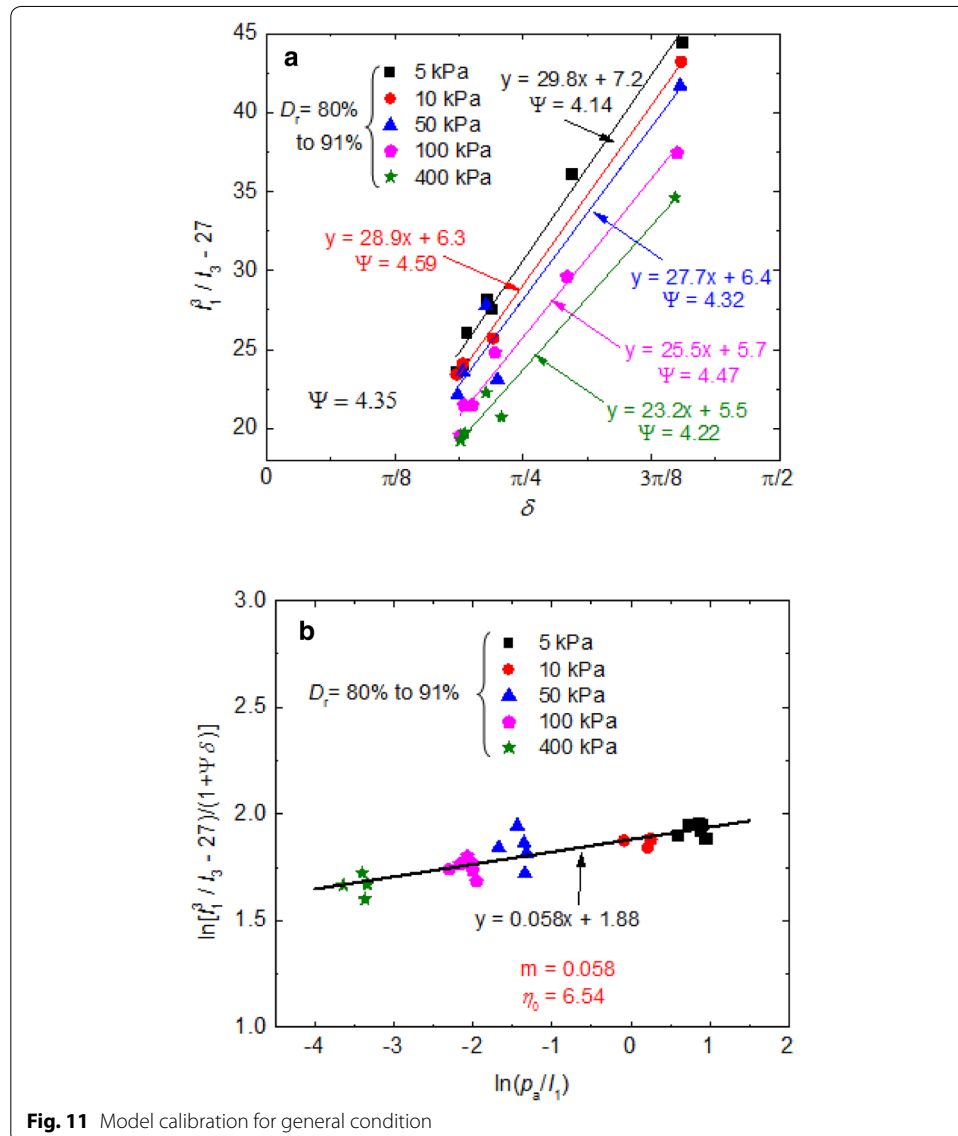 a
45
40
35
30
25
20
I₁³ / I₃ - 27
5 kPa
10 kPa
50 kPa
100 kPa
400 kPa
Dᵣ = 80%
to 91%
y = 29.8x + 7.2
Ψ = 4.14
y = 28.9x + 6.3
Ψ = 4.59
y = 27.7x + 6.4
Ψ = 4.32
y = 25.5x + 5.7
Ψ = 4.47
y = 23.2x + 5.5
Ψ = 4.22
Ψ = 4.35
0 π/8 π/4 3π/8 π/2
δ
b
3.0
2.5
2.0
1.5
1.0
ln[I₁³ / I₃ - 27)/(1+Ψ δ)]
5 kPa
10 kPa
50 kPa
100 kPa
400 kPa
Dᵣ= 80% to 91%
y = 0.058x + 1.88
m = 0.058
η₀ = 6.54
-4 -3 -2 -1 0 1 2
ln(pₐ/I₁)
Fig. 11 Model calibration for general condition